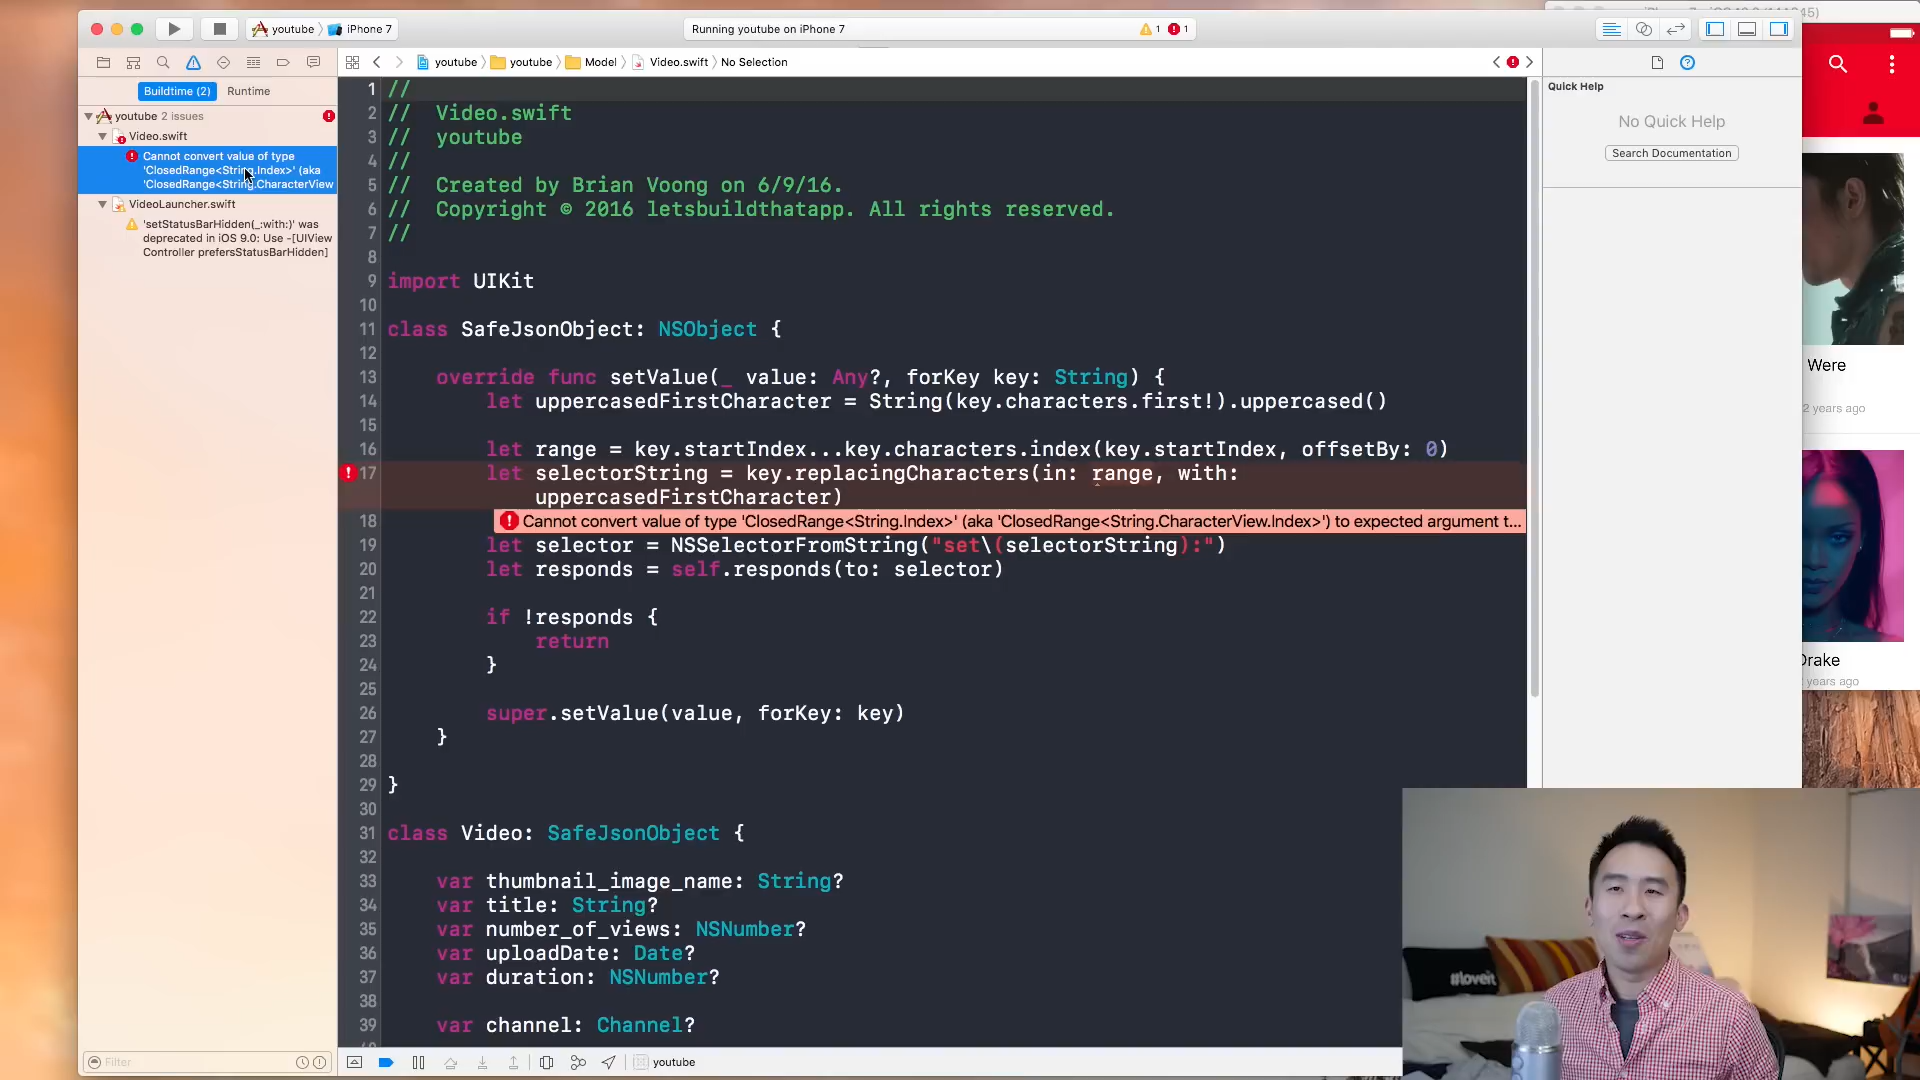 youtube
iPhone 7
Running youtube on iPhone 7
1
1
youtube
youtube
Model
Video.swift
No Selection
Buildtime (2)
Runtime
Quick Help
No Quick Help
Search Documentation
youtube 2 issues
Video.swift
Cannot convert value of type
'ClosedRange<String.Index>' (aka
'ClosedRange<String.CharacterView
VideoLauncher.swift
'setStatusBarHidden(_:with:)' was
deprecated in iOS 9.0: Use -[UIView
Controller prefersStatusBarHidden]
1 //
2 //  Video.swift
3 //  youtube
4 //
5 //  Created by Brian Voong on 6/9/16.
6 //  Copyright © 2016 letsbuildthatapp. All rights reserved.
7 //
8
9 import UIKit
10
11 class SafeJsonObject: NSObject {
12
13 override func setValue(_ value: Any?, forKey key: String) {
14 let uppercasedFirstCharacter = String(key.characters.first!).uppercased()
15
16 let range = key.startIndex...key.characters.index(key.startIndex, offsetBy: 0)
17 let selectorString = key.replacingCharacters(in: range, with:
uppercasedFirstCharacter)
18 Cannot convert value of type 'ClosedRange<String.Index>' (aka 'ClosedRange<String.CharacterView.Index>') to expected argument t...
19 let selector = NSSelectorFromString("set\(selectorString):")
20 let responds = self.responds(to: selector)
21
22 if !responds {
23 return
24 }
25
26 super.setValue(value, forKey: key)
27 }
28
29 }
30
31 class Video: SafeJsonObject {
32
33 var thumbnail_image_name: String?
34 var title: String?
35 var number_of_views: NSNumber?
36 var uploadDate: Date?
37 var duration: NSNumber?
38
39 var channel: Channel?
Filter
youtube
Were
2 years ago
Drake
years ago
#loveit